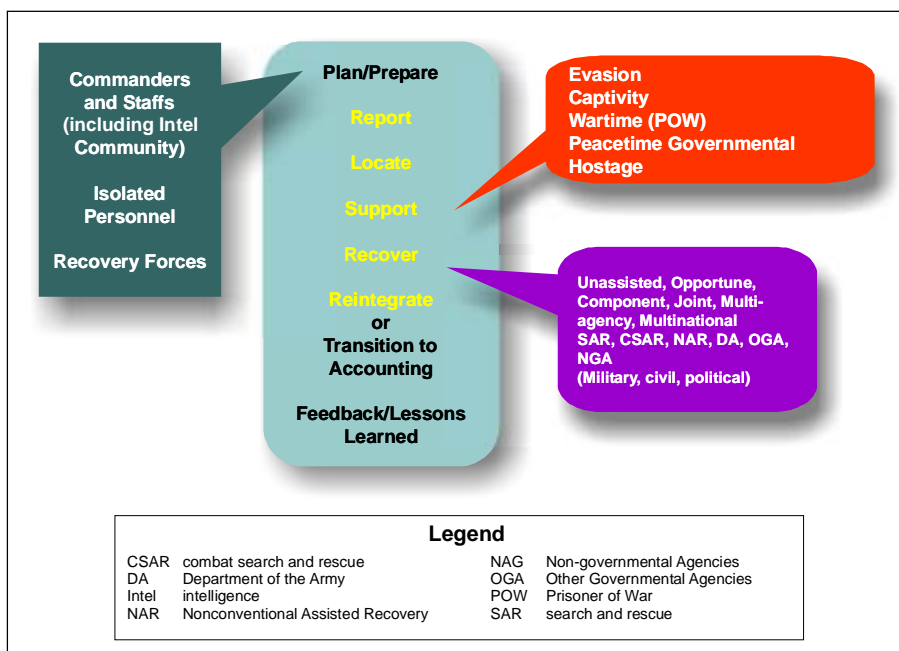 Commanders
and Staffs
(including Intel
Community)
Isolated
Personnel
Recovery Forces
Plan/Prepare
Report
Locate
Support
Recover
Reintegrate
or
Transition to
Accounting
Feedback/Lessons
Learned
Evasion
Captivity
Wartime (POW)
Peacetime Governmental
Hostage
Unassisted, Opportune,
Component, Joint, Multi-
agency, Multinational
SAR, CSAR, NAR, DA, OGA,
NGA
(Military, civil, political)
Legend
CSAR combat search and rescue
DA Department of the Army
Intel intelligence
NAR Nonconventional Assisted Recovery
NAG Non-governmental Agencies
OGA Other Governmental Agencies
POW Prisoner of War
SAR search and rescue